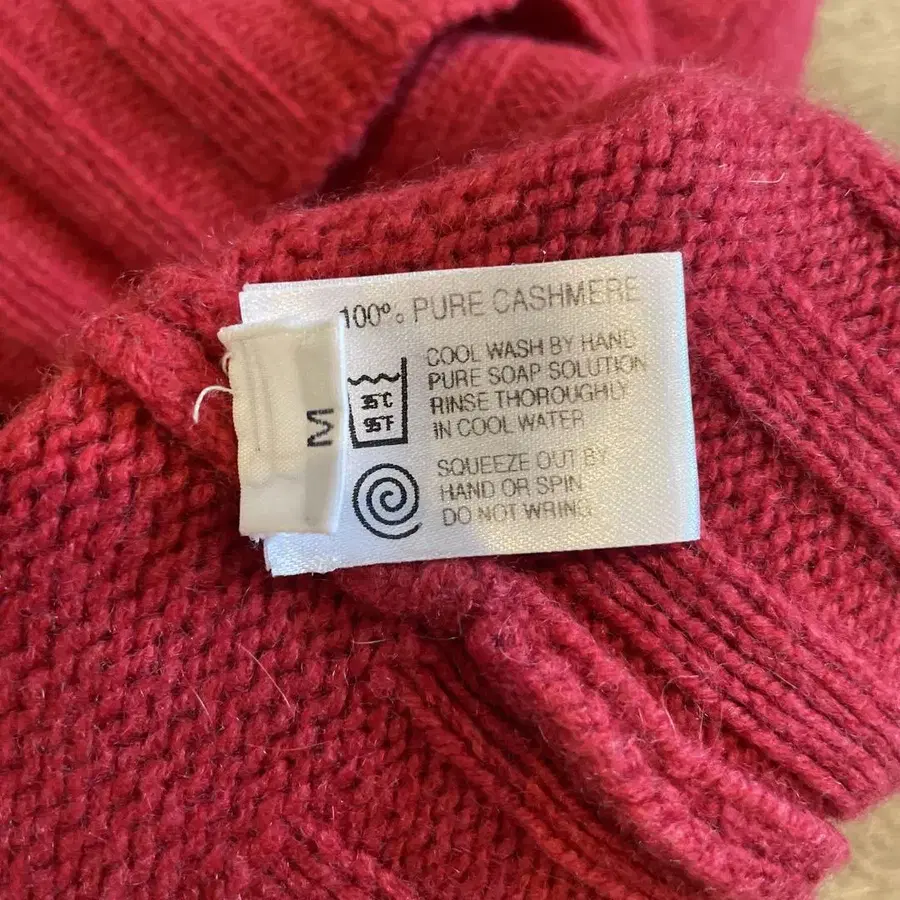 100% PURE CASHMERE
M
35°C
95°F
COOL WASH BY HAND
PURE SOAP SOLUTION
RINSE THOROUGHLY
IN COOL WATER
SQUEEZE OUT BY
HAND OR SPIN
DO NOT WRING